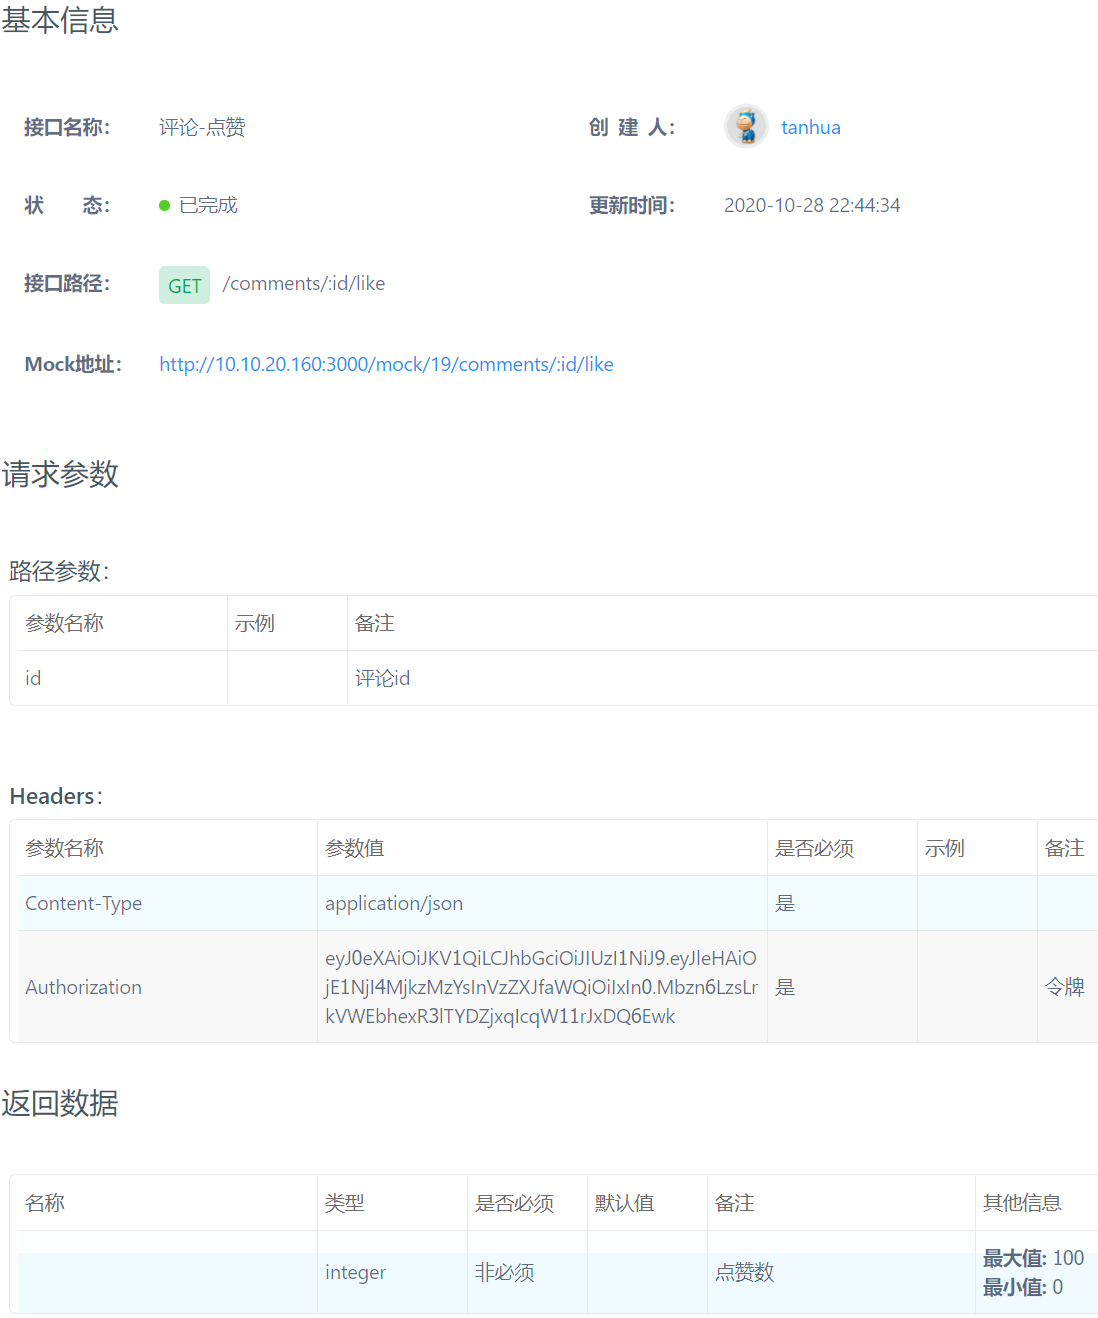 基本信息
接口名称： 评论-点赞 创 建 人： tanhua
状 态： 已完成 更新时间： 2020-10-28 22:44:34
接口路径： GET /comments/:id/like
Mock地址： http://10.10.20.160:3000/mock/19/comments/:id/like
请求参数
路径参数：
参数名称 示例 备注
id 评论id
Headers：
参数名称 参数值 是否必须 示例 备注
Content-Type application/json 是
Authorization eyJ0eXAiOiJKV1QiLCJhbGciOiJIUzI1NiJ9.eyJleHAiO
jE1NjI4MjkzMzYsInVzZXJfaWQiOiIxIn0.Mbzn6LzsLr
kVWEbhexR3lTYDZjxqIcqW11rJxDQ6Ewk 是 令牌
返回数据
名称 类型 是否必须 默认值 备注 其他信息
integer 非必须 点赞数 最大值: 100
最小值: 0